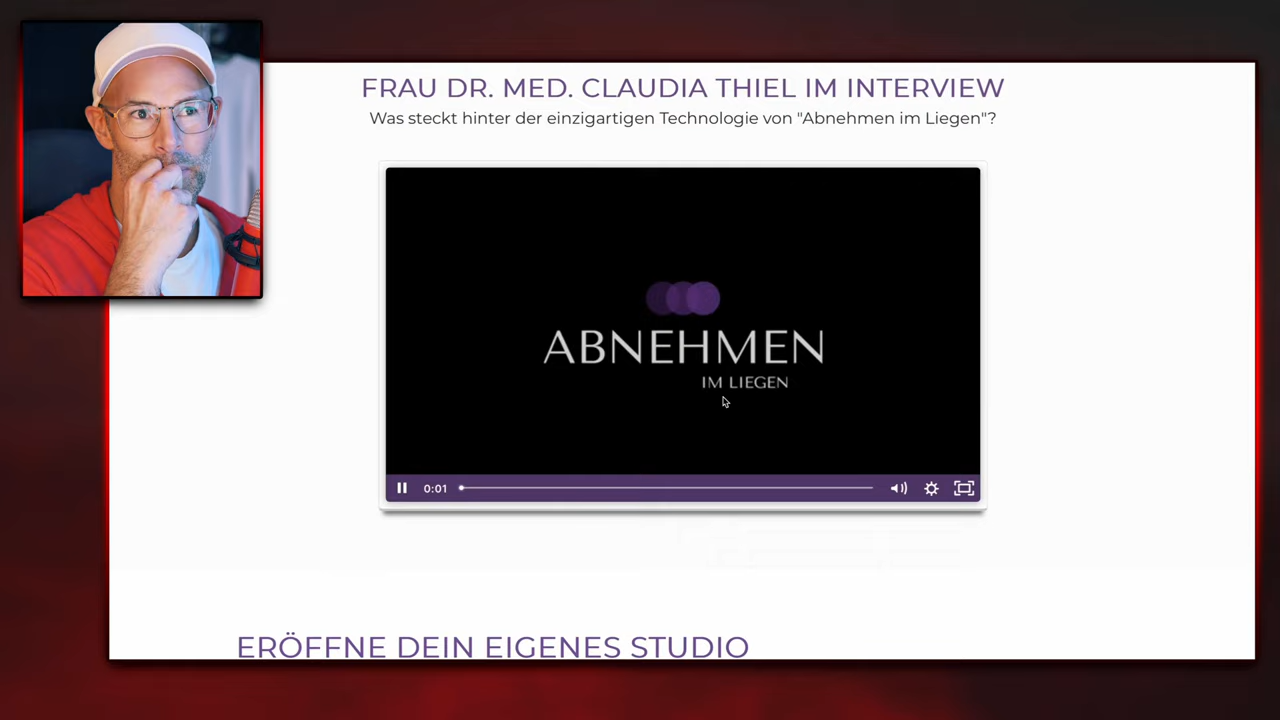 FRAU DR. MED. CLAUDIA THIEL IM INTERVIEW
Was steckt hinter der einzigartigen Technologie von "Abnehmen im Liegen"?
ABNEHMEN
IM LIEGEN
0:01
ERÖFFNE DEIN EIGENES STUDIO